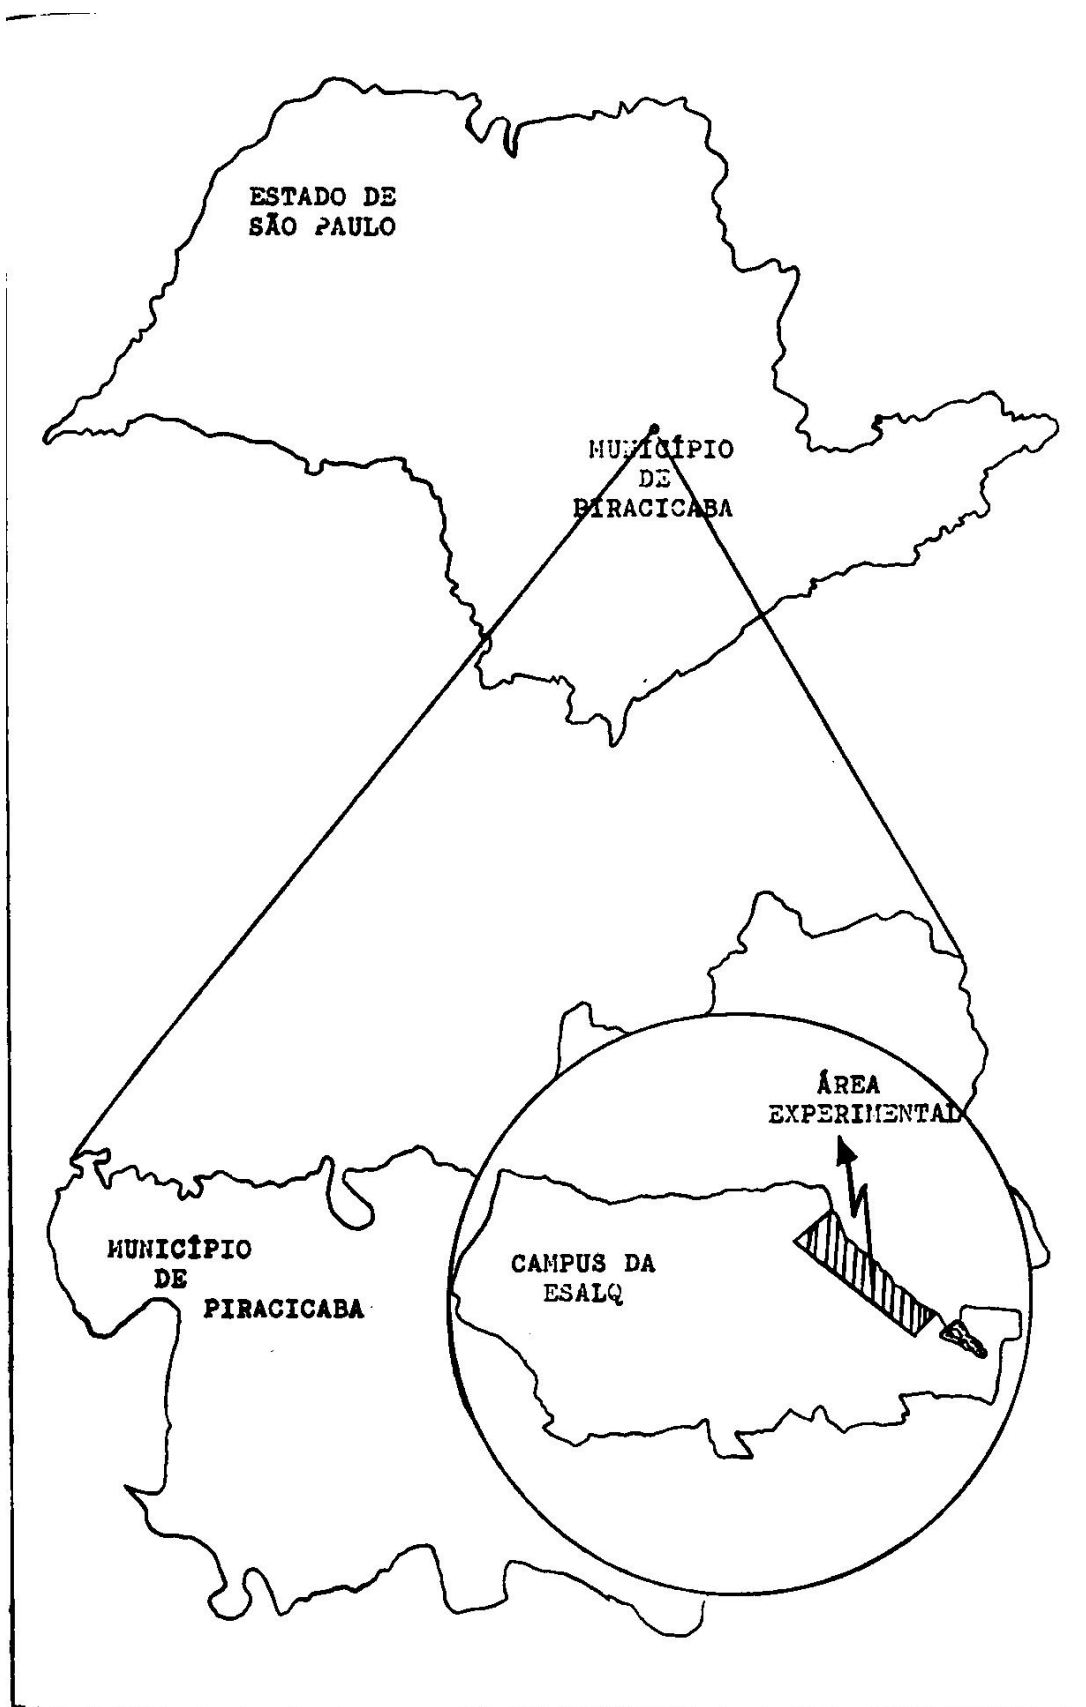 ESTADO DE
SÃO PAULO
MUNICÍPIO
DE
PIRACICABA
ÁREA
EXPERIMENTAL
MUNICÍPIO
DE
PIRACICABA
CAMPUS DA
ESALQ